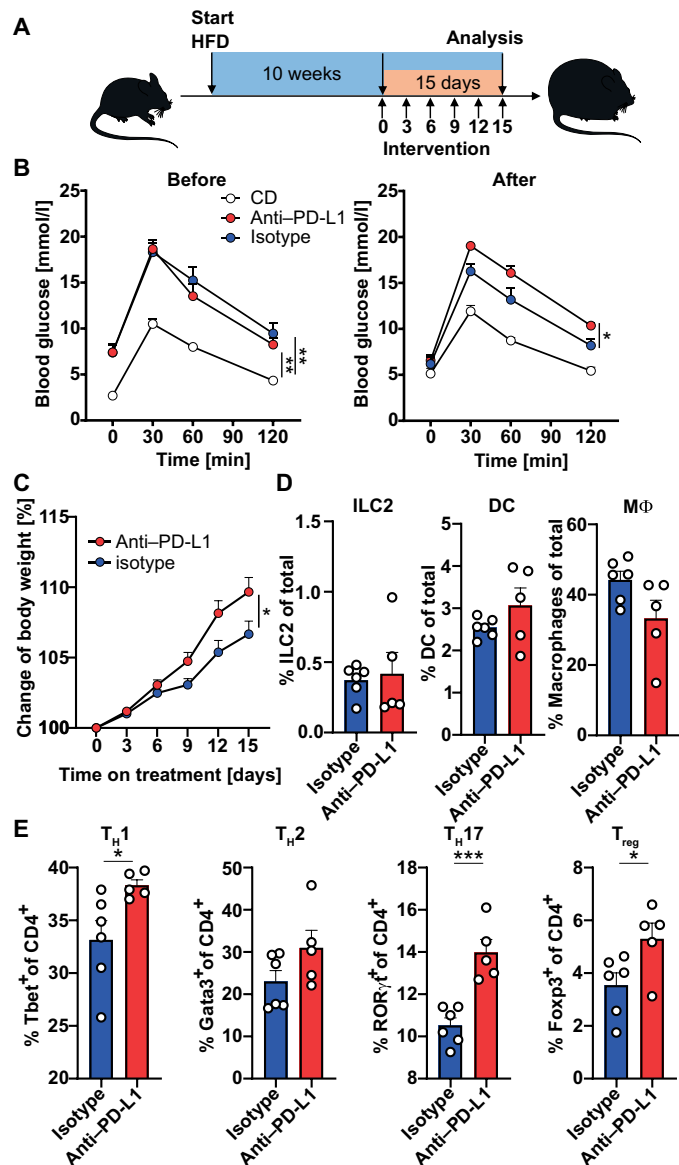 A
Start
HFD
Analysis
10 weeks
15 days
0 3 6 9 12 15
Intervention
B
Before
After
CD
Anti–PD-L1
Isotype
Blood glucose [mmol/l]
25
20
15
10
5
0
**
**
0 30 60 90 120
Time [min]
Blood glucose [mmol/l]
25
20
15
10
5
0
*
0 30 60 90 120
Time [min]
C
Change of body weight [%]
115
110
105
100
Anti–PD-L1
isotype
*
0 3 6 9 12 15
Time on treatment [days]
D
ILC2
% ILC2 of total
1.5
1.0
0.5
0.0
Isotype
Anti–PD-L1
DC
% DC of total
5
4
3
2
1
0
Isotype
Anti–PD-L1
MΦ
% Macrophages of total
60
40
20
0
Isotype
Anti–PD-L1
E
T_H1
*
% Tbet⁺ of CD4⁺
40
35
30
25
20
Isotype
Anti–PD-L1
T_H2
% Gata3⁺ of CD4⁺
50
40
30
20
10
0
Isotype
Anti–PD-L1
T_H17
***
% RORγt⁺ of CD4⁺
18
16
14
12
10
8
Isotype
Anti–PD-L1
T_reg
*
% Foxp3⁺ of CD4⁺
8
6
4
2
0
Isotype
Anti–PD-L1